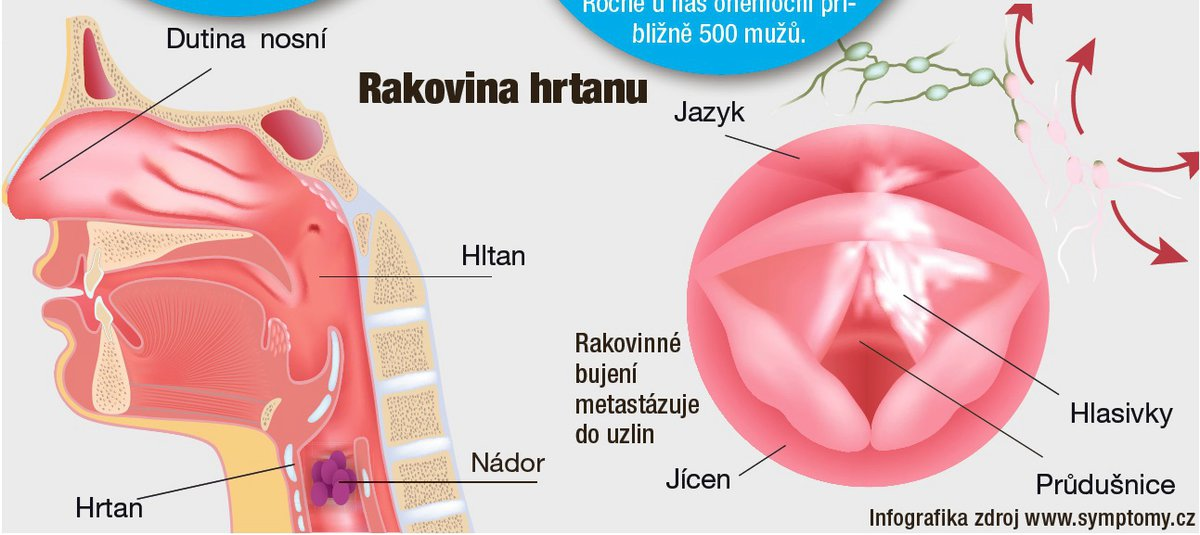 Ročně u nás onemocní při-
bližně 500 mužů.
Dutina nosní
Rakovina hrtanu
Jazyk
Hltan
Rakovinné
bujení
metastázuje
do uzlin
Hlasivky
Nádor
Jícen
Průdušnice
Hrtan
Infografika zdroj www.symptomy.cz